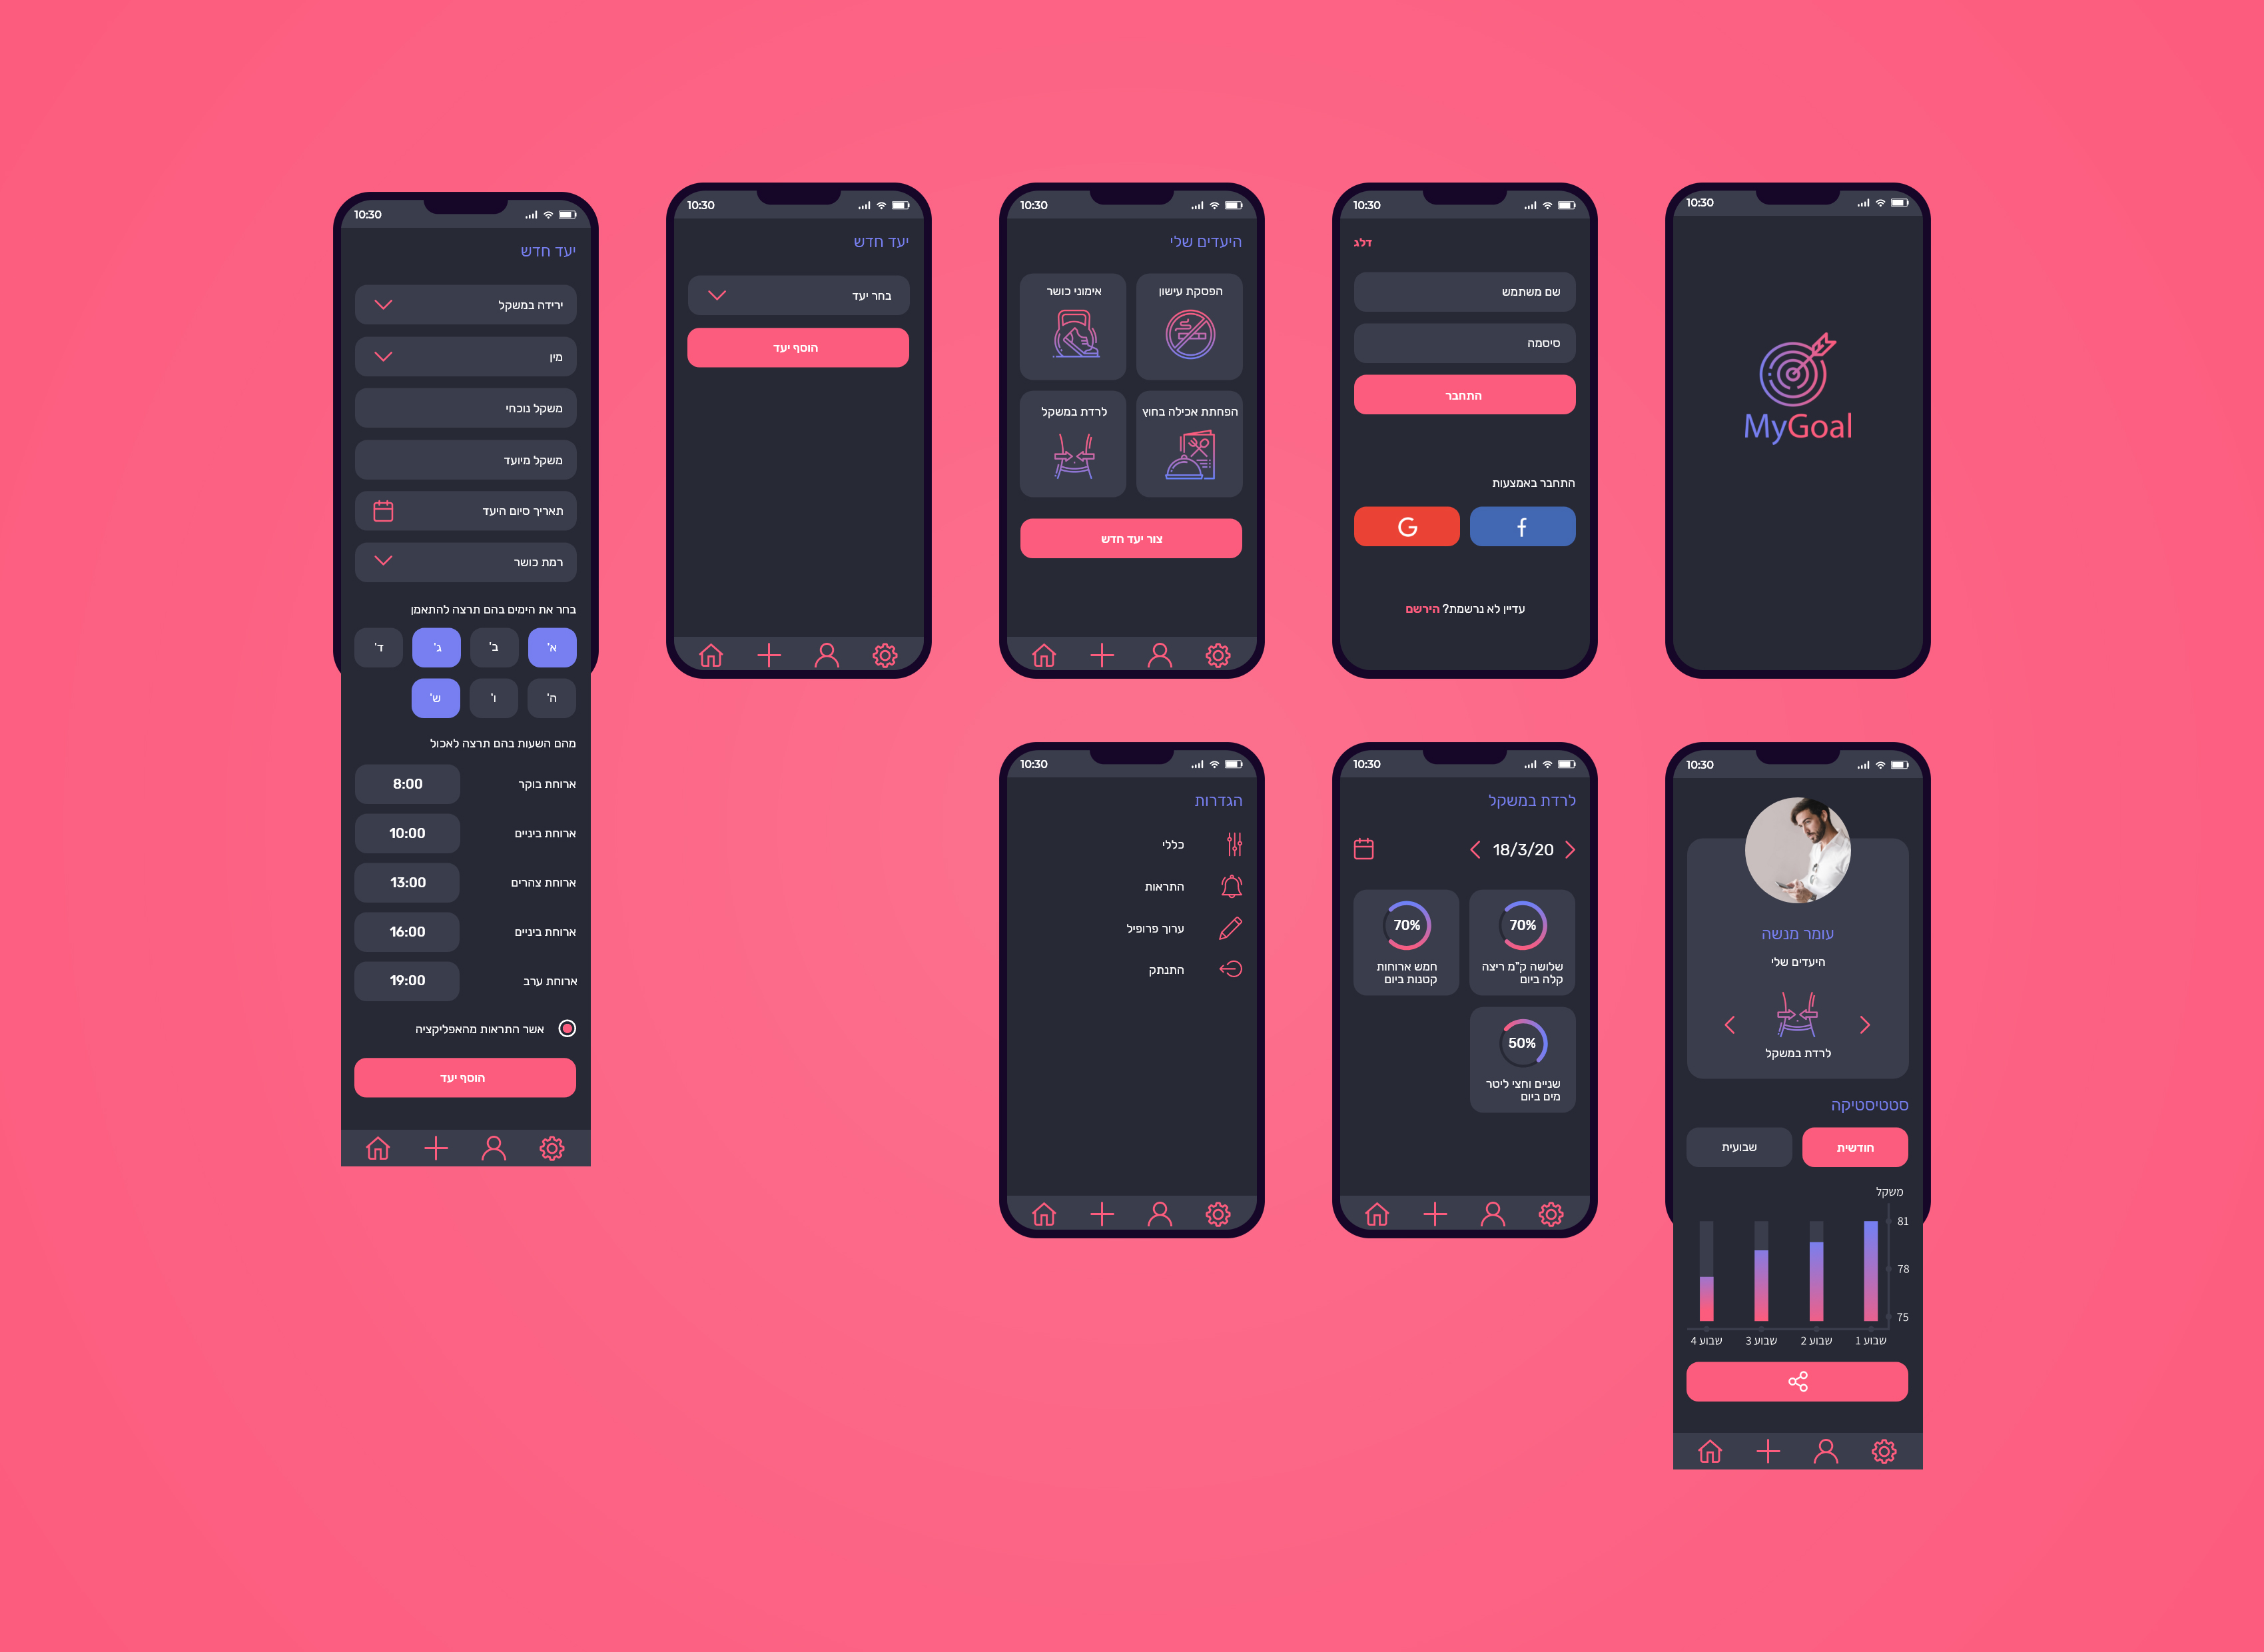 10:30
MyGoal
10:30
דלג
שם משתמש
סיסמה
התחבר
התחבר באמצעות
G
f
עדיין לא נרשמת? הירשם
10:30
היעדים שלי
הפסקת עישון
אימוני כושר
הפחתת אכילה בחוץ
לרדת במשקל
צור יעד חדש
10:30
יעד חדש
בחר יעד
הוסף יעד
10:30
יעד חדש
ירידה במשקל
מין
משקל נוכחי
משקל מיועד
תאריך סיום היעד
רמת כושר
בחר את הימים בהם תרצה להתאמן
א' ב' ג' ד'
ה' ו' ש'
מהם השעות בהם תרצה לאכול
ארוחת בוקר 8:00
ארוחת ביניים 10:00
ארוחת צהרים 13:00
ארוחת ביניים 16:00
ארוחת ערב 19:00
אשר התראות מהאפליקציה
הוסף יעד
10:30
עומר מנשה
היעדים שלי
לרדת במשקל
סטטיסטיקה
חודשית
שבועית
משקל
81
78
75
שבוע 1 שבוע 2 שבוע 3 שבוע 4
10:30
לרדת במשקל
18/3/20
70%
שלושה ק"מ ריצה
קלה ביום
70%
חמש ארוחות
קטנות ביום
50%
שניים וחצי ליטר
מים ביום
10:30
הגדרות
כללי
התראות
ערוך פרופיל
התנתק